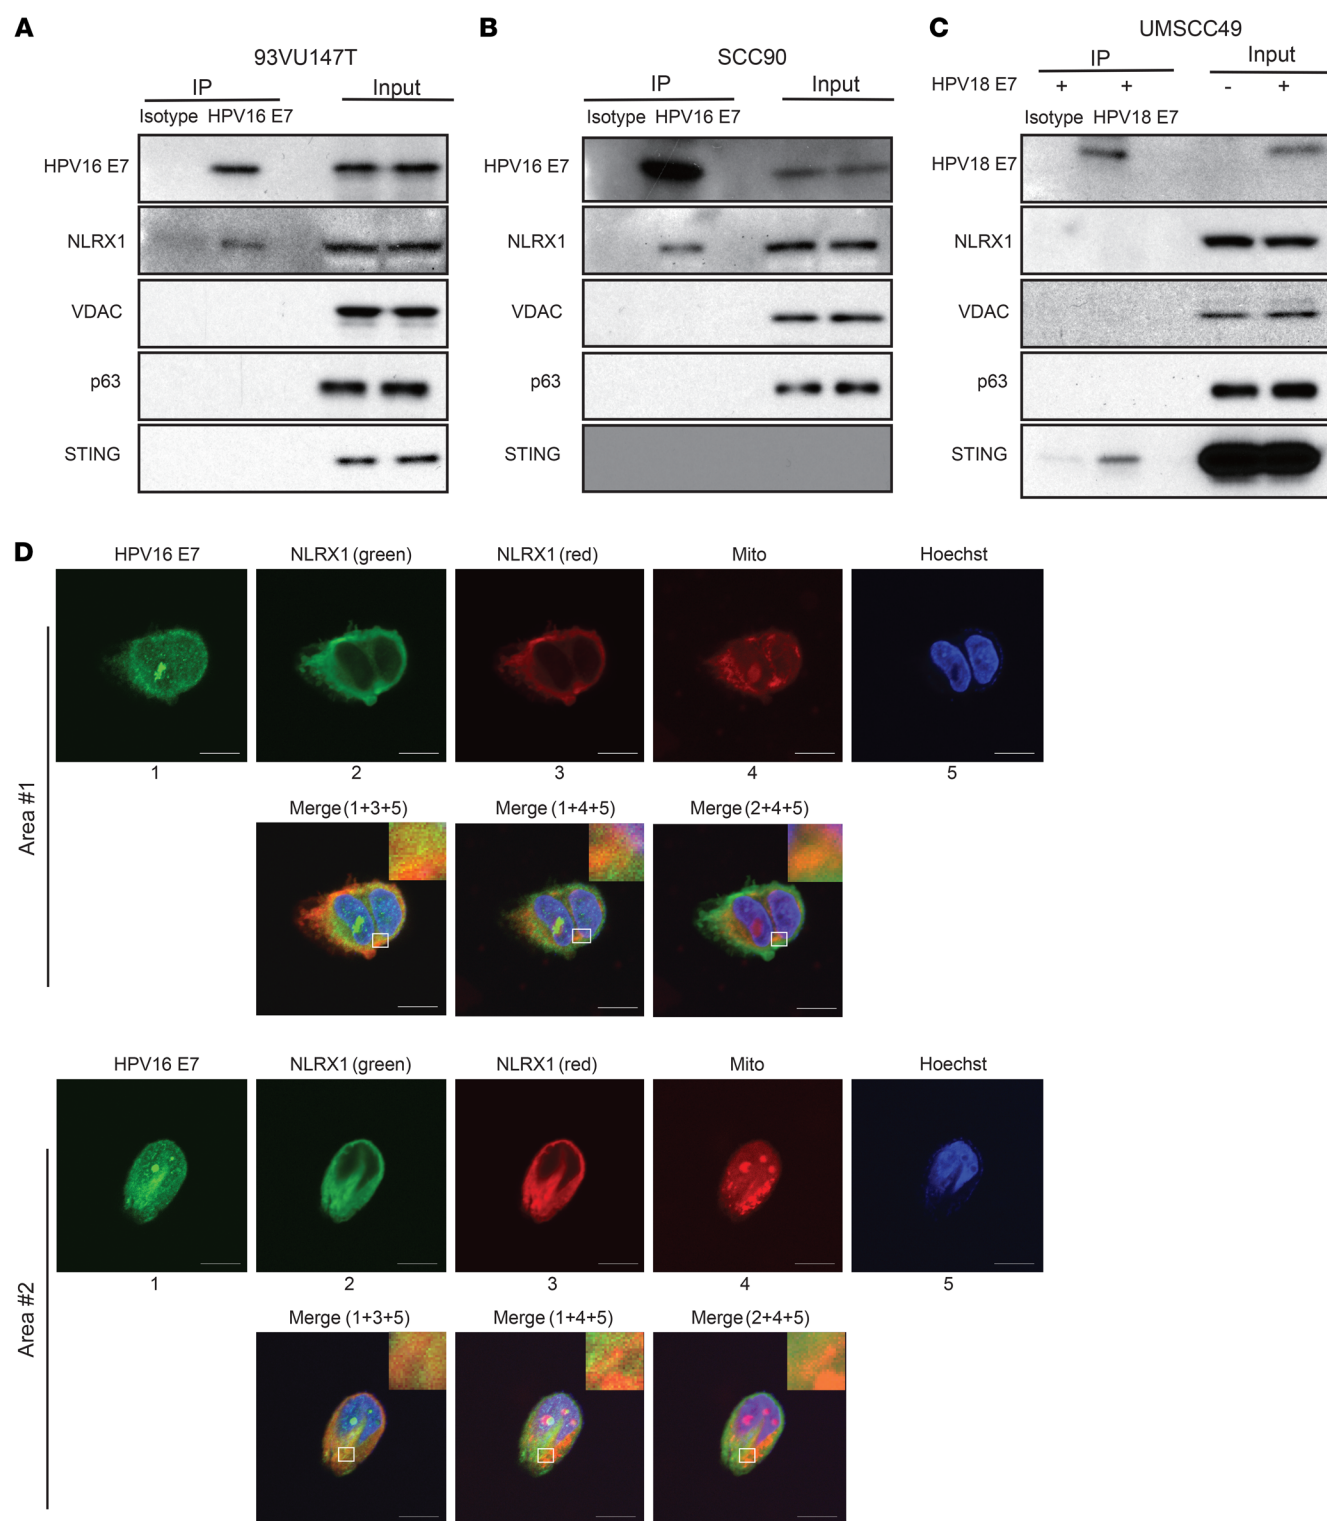 A
93VU147T
IP Input
Isotype HPV16 E7
HPV16 E7
NLRX1
VDAC
p63
STING
B
SCC90
IP Input
Isotype HPV16 E7
HPV16 E7
NLRX1
VDAC
p63
STING
C
UMSCC49
IP Input
HPV18 E7 + + - +
Isotype HPV18 E7
HPV18 E7
NLRX1
VDAC
p63
STING
D
Area #1
HPV16 E7 NLRX1 (green) NLRX1 (red) Mito Hoechst
1 2 3 4 5
Merge (1+3+5) Merge (1+4+5) Merge (2+4+5)
Area #2
HPV16 E7 NLRX1 (green) NLRX1 (red) Mito Hoechst
1 2 3 4 5
Merge (1+3+5) Merge (1+4+5) Merge (2+4+5)